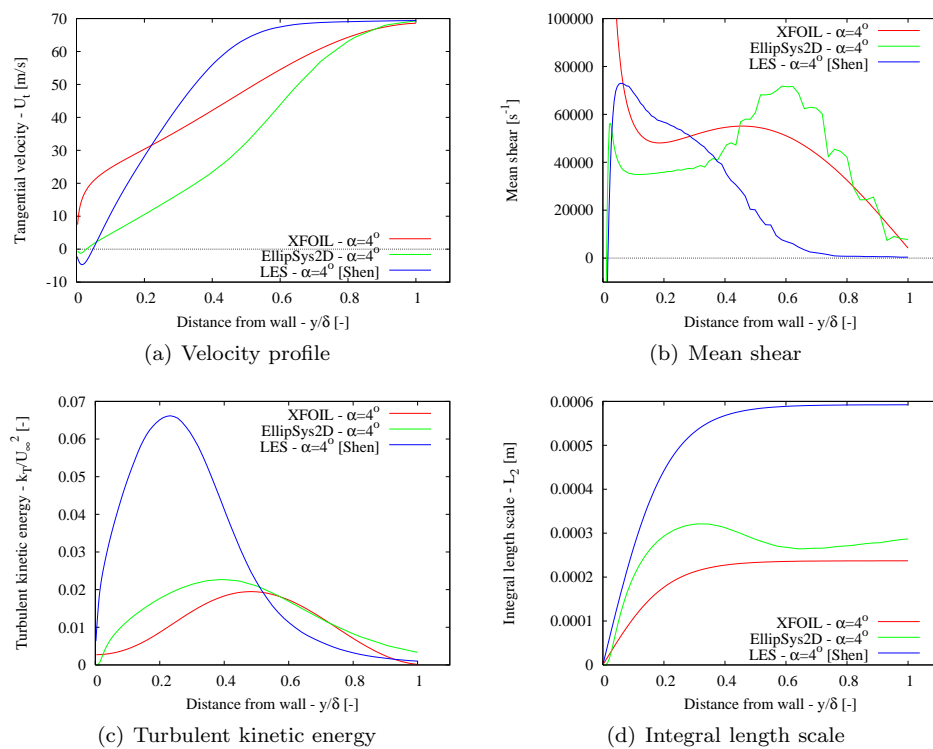 70
60
50
40
30
20
10
0
-10
Tangential velocity - U_t [m/s]
XFOIL - α=4°
EllipSys2D - α=4°
LES - α=4° [Shen]
0 0.2 0.4 0.6 0.8 1
Distance from wall - y/δ [-]
(a) Velocity profile
100000
80000
60000
40000
20000
0
Mean shear [s^-1]
XFOIL - α=4°
EllipSys2D - α=4°
LES - α=4° [Shen]
0 0.2 0.4 0.6 0.8 1
Distance from wall - y/δ [-]
(b) Mean shear
0.07
0.06
0.05
0.04
0.03
0.02
0.01
0
Turbulent kinetic energy - k_T/U_∞^2 [-]
XFOIL - α=4°
EllipSys2D - α=4°
LES - α=4° [Shen]
0 0.2 0.4 0.6 0.8 1
Distance from wall - y/δ [-]
(c) Turbulent kinetic energy
0.0006
0.0005
0.0004
0.0003
0.0002
0.0001
0
Integral length scale - L_2 [m]
XFOIL - α=4°
EllipSys2D - α=4°
LES - α=4° [Shen]
0 0.2 0.4 0.6 0.8 1
Distance from wall - y/δ [-]
(d) Integral length scale